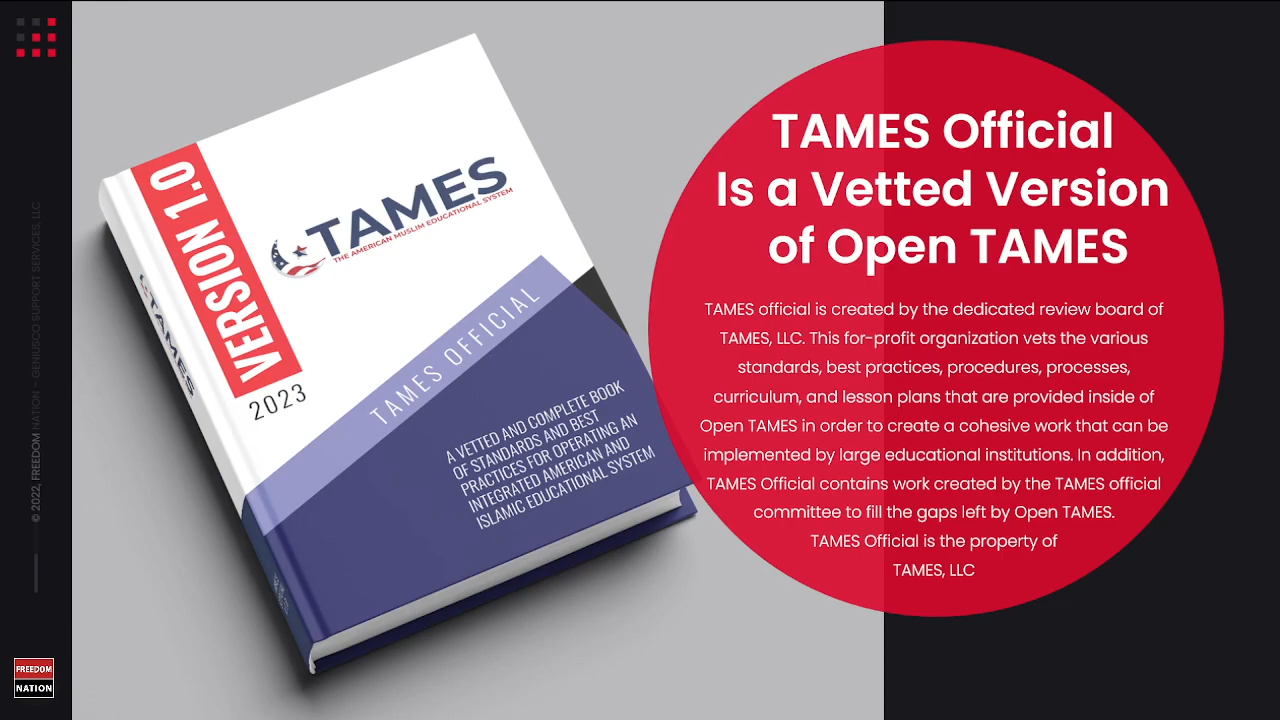 © 2022, FREEDOM NATION – GENIUSCO SUPPORT SERVICES, LLC
FREEDOM
NATION
VERSION 1.0
2023
TAMES
THE AMERICAN MUSLIM EDUCATIONAL SYSTEM
TAMES
TAMES OFFICIAL
A VETTED AND COMPLETE BOOK
OF STANDARDS AND BEST
PRACTICES FOR OPERATING AN
INTEGRATED AMERICAN AND
ISLAMIC EDUCATIONAL SYSTEM
TAMES Official
Is a Vetted Version
of Open TAMES
TAMES official is created by the dedicated review board of
TAMES, LLC. This for-profit organization vets the various
standards, best practices, procedures, processes,
curriculum, and lesson plans that are provided inside of
Open TAMES in order to create a cohesive work that can be
implemented by large educational institutions. In addition,
TAMES Official contains work created by the TAMES official
committee to fill the gaps left by Open TAMES.
TAMES Official is the property of
TAMES, LLC